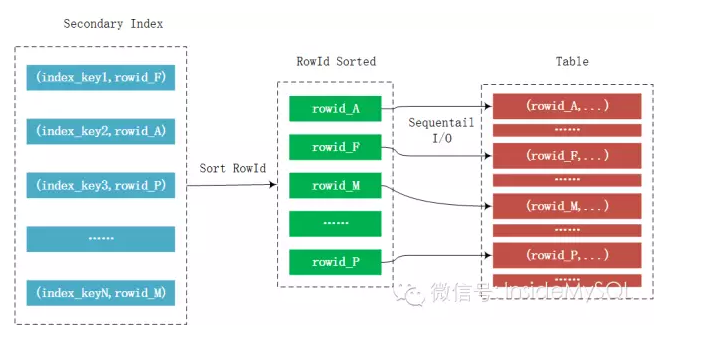 Secondary Index
(index_key1,rowid_F)
(index_key2,rowid_A)
(index_key3,rowid_P)
……
(index_keyN,rowid_M)
Sort RowId
RowId Sorted
rowid_A
rowid_F
rowid_M
……
rowid_P
Sequentail
I/O
Table
(rowid_A,...)
……
(rowid_F,...)
……
(rowid_M,...)
……
(rowid_P,...)
……
微信号: InsideMySQL